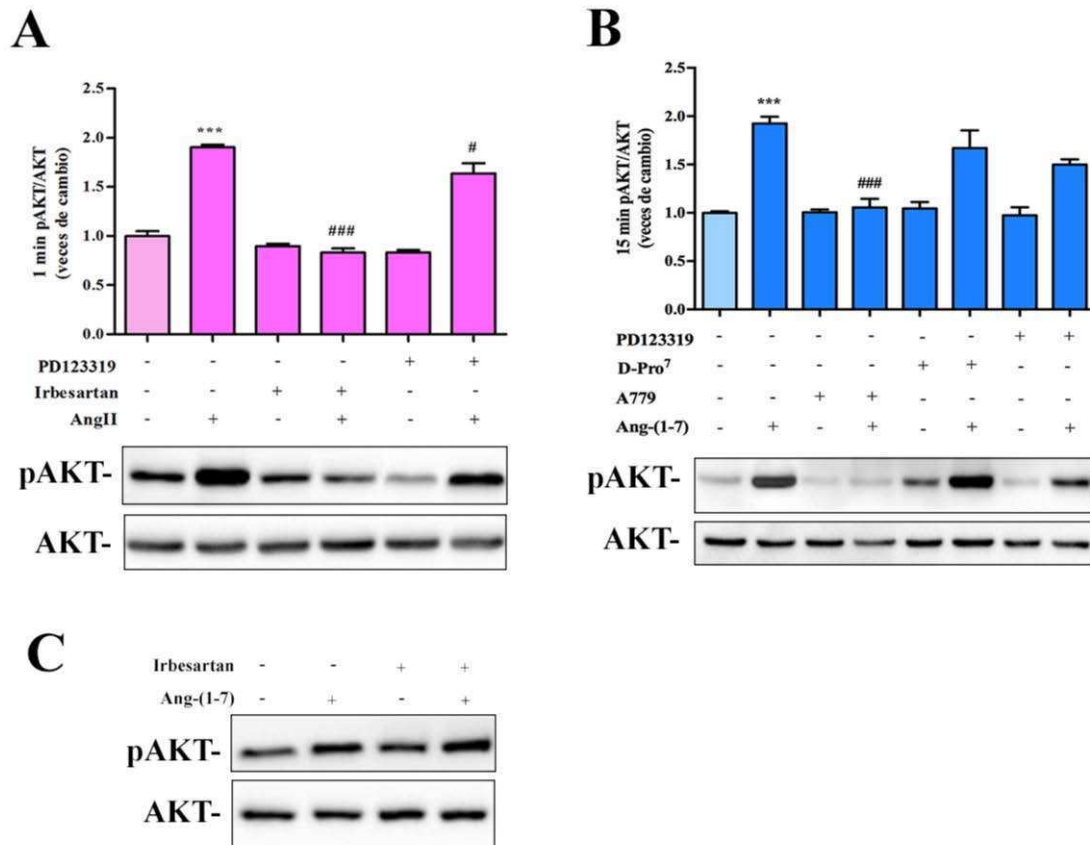 A
1 min pAKT/AKT
(veces de cambio)
2.5
2.0
1.5
1.0
0.5
0.0
***
###
#
PD123319 - - - - + +
Irbesartan - - + + - -
AngII - + - + - +
pAKT-
AKT-
B
15 min pAKT/AKT
(veces de cambio)
2.5
2.0
1.5
1.0
0.5
0.0
***
###
PD123319 - - - - - - + +
D-Pro⁷ - - - - + + - -
A779 - - + + - - - -
Ang-(1-7) - + - + - + - +
pAKT-
AKT-
C
Irbesartan - - + +
Ang-(1-7) - + - +
pAKT-
AKT-